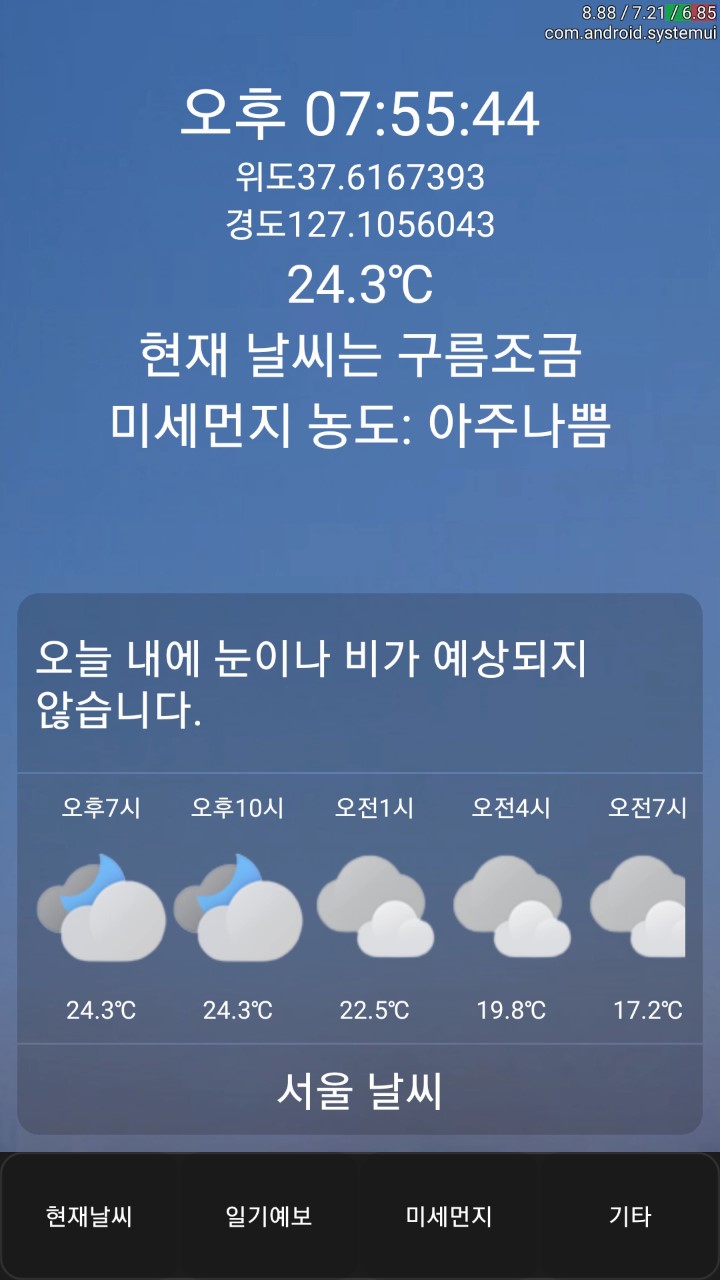 8.88 / 7.21 / 6.85
com.android.systemui
오후 07:55:44
위도37.6167393
경도127.1056043
24.3℃
현재 날씨는 구름조금
미세먼지 농도: 아주나쁨
오늘 내에 눈이나 비가 예상되지
않습니다.
오후7시 오후10시 오전1시 오전4시 오전7시
24.3℃ 24.3℃ 22.5℃ 19.8℃ 17.2℃
서울 날씨
현재날씨 일기예보 미세먼지 기타